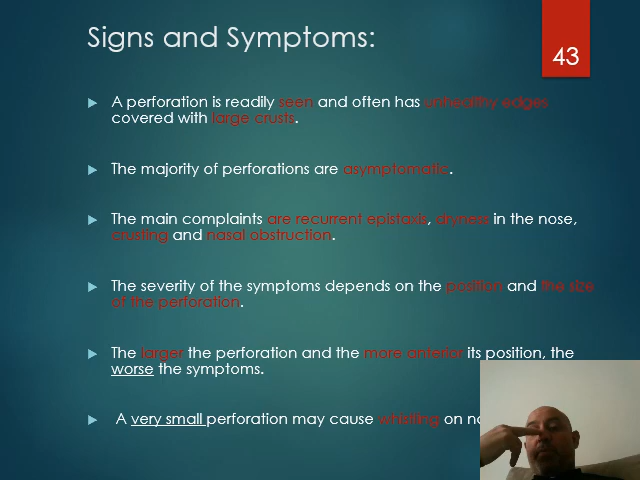 Signs and Symptoms:
43
A perforation is readily seen and often has unhealthy edges
covered with large crusts.
The majority of perforations are asymptomatic.
The main complaints are recurrent epistaxis, dryness in the nose,
crusting and nasal obstruction.
The severity of the symptoms depends on the position and the size
of the perforation.
The larger the perforation and the more anterior its position, the
worse the symptoms.
A very small perforation may cause whistling on